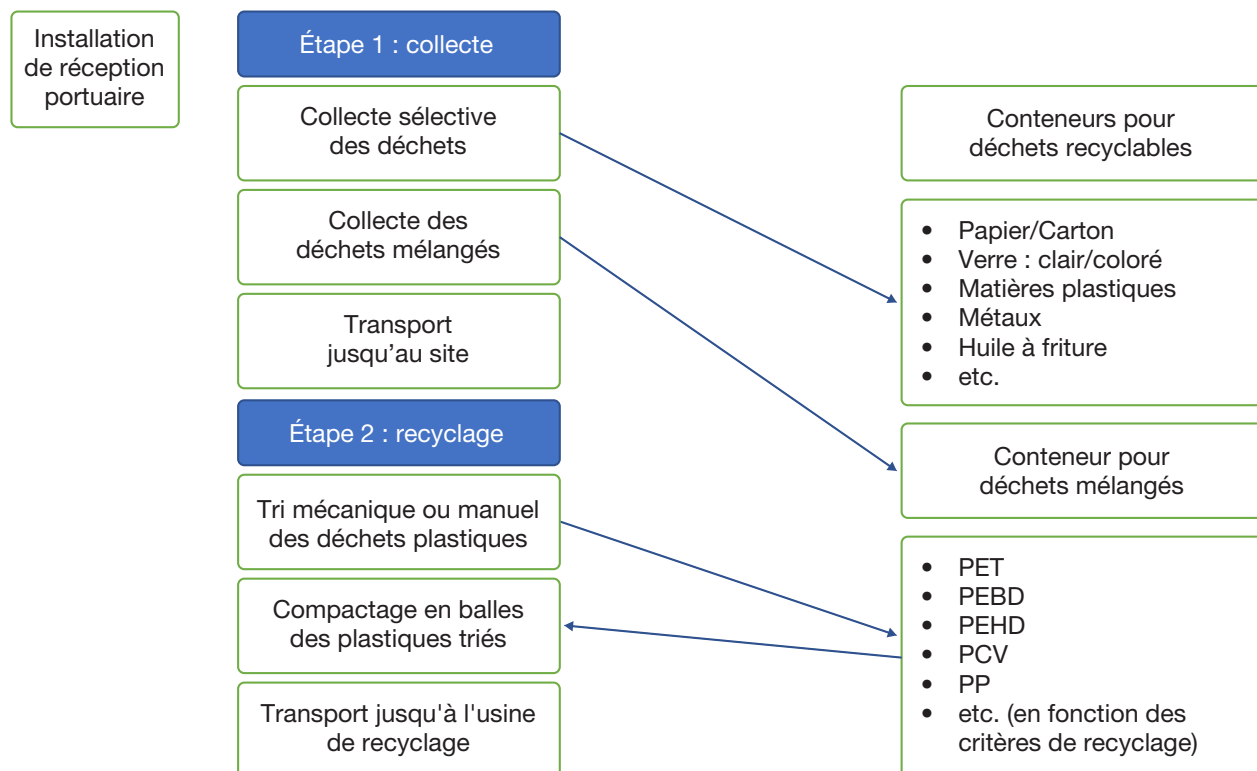 Installation
de réception
portuaire
Étape 1 : collecte
Collecte sélective
des déchets
Collecte des
déchets mélangés
Transport
jusqu’au site
Étape 2 : recyclage
Tri mécanique ou manuel
des déchets plastiques
Compactage en balles
des plastiques triés
Transport jusqu'à l'usine
de recyclage
Conteneurs pour
déchets recyclables
• Papier/Carton
• Verre : clair/coloré
• Matières plastiques
• Métaux
• Huile à friture
• etc.
Conteneur pour
déchets mélangés
• PET
• PEBD
• PEHD
• PCV
• PP
• etc. (en fonction des
critères de recyclage)